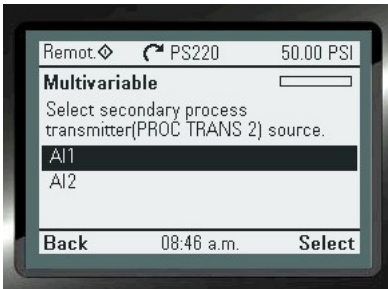 Remot. PS220 50.00 PSI
Multivariable
Select secondary process
transmitter(PROC TRANS 2) source.
AI1
AI2
Back 08:46 a.m. Select